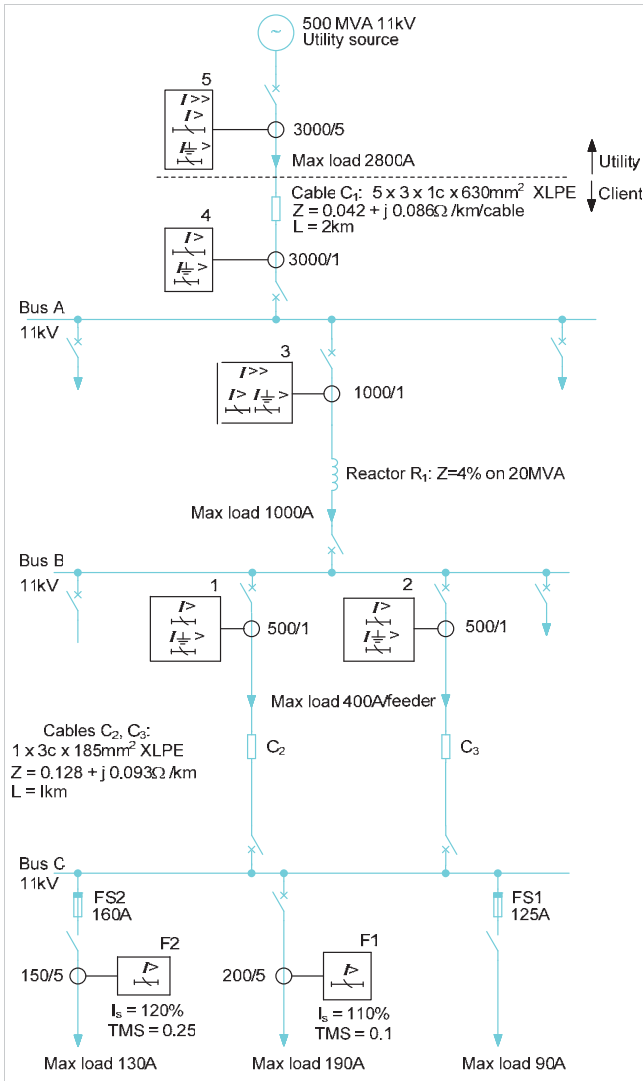 500 MVA 11kV
Utility source
5
I>>
I>
I⏚>
3000/5
Max load 2800A
Utility
Client
Cable C₁: 5 x 3 x 1c x 630mm² XLPE
Z = 0.042 + j 0.086Ω /km/cable
L = 2km
4
I>
I⏚>
3000/1
Bus A
11kV
3
I>>
I> I⏚>
1000/1
Reactor R₁: Z=4% on 20MVA
Max load 1000A
Bus B
11kV
1
I>
I⏚>
500/1
2
I>
I⏚>
500/1
Max load 400A/feeder
Cables C₂, C₃:
1 x 3c x 185mm² XLPE
Z = 0.128 + j 0.093Ω /km
L = lkm
C₂
C₃
Bus C
11kV
FS2
160A
FS1
125A
F2
I>
150/5
Iₛ = 120%
TMS = 0.25
F1
I>
200/5
Iₛ = 110%
TMS = 0.1
Max load 130A
Max load 190A
Max load 90A